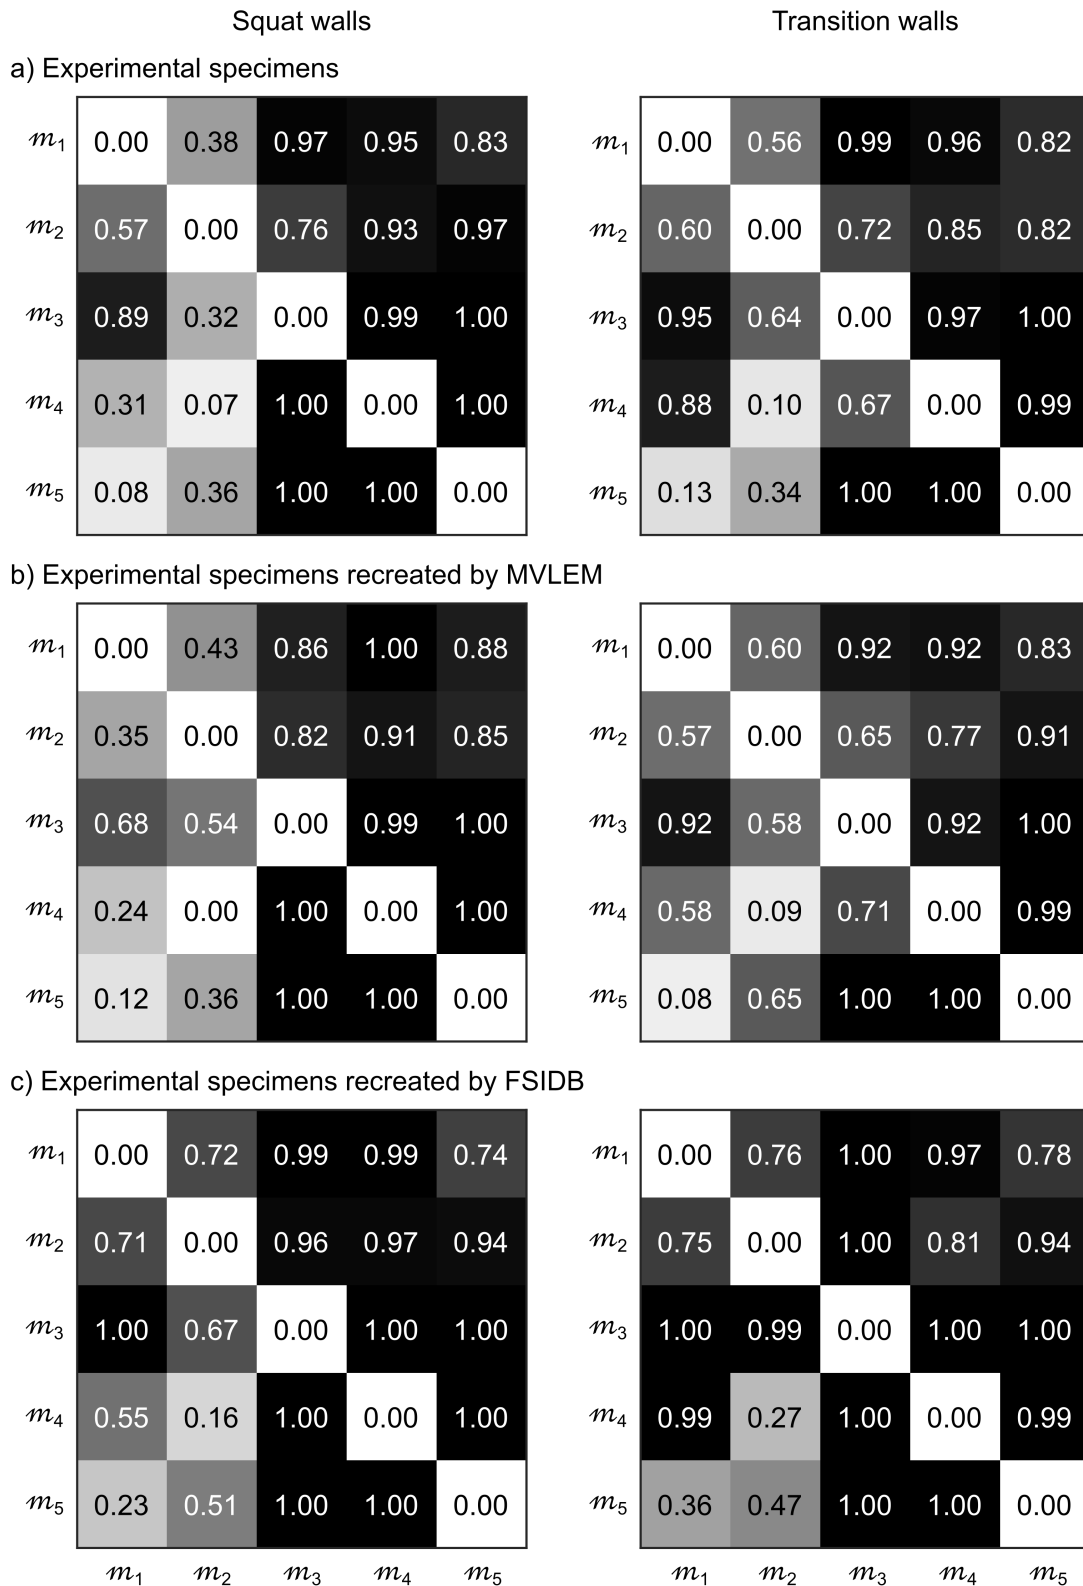 Squat walls Transition walls
a) Experimental specimens
m1 0.00 0.38 0.97 0.95 0.83 m1 0.00 0.56 0.99 0.96 0.82
m2 0.57 0.00 0.76 0.93 0.97 m2 0.60 0.00 0.72 0.85 0.82
m3 0.89 0.32 0.00 0.99 1.00 m3 0.95 0.64 0.00 0.97 1.00
m4 0.31 0.07 1.00 0.00 1.00 m4 0.88 0.10 0.67 0.00 0.99
m5 0.08 0.36 1.00 1.00 0.00 m5 0.13 0.34 1.00 1.00 0.00
b) Experimental specimens recreated by MVLEM
m1 0.00 0.43 0.86 1.00 0.88 m1 0.00 0.60 0.92 0.92 0.83
m2 0.35 0.00 0.82 0.91 0.85 m2 0.57 0.00 0.65 0.77 0.91
m3 0.68 0.54 0.00 0.99 1.00 m3 0.92 0.58 0.00 0.92 1.00
m4 0.24 0.00 1.00 0.00 1.00 m4 0.58 0.09 0.71 0.00 0.99
m5 0.12 0.36 1.00 1.00 0.00 m5 0.08 0.65 1.00 1.00 0.00
c) Experimental specimens recreated by FSIDB
m1 0.00 0.72 0.99 0.99 0.74 m1 0.00 0.76 1.00 0.97 0.78
m2 0.71 0.00 0.96 0.97 0.94 m2 0.75 0.00 1.00 0.81 0.94
m3 1.00 0.67 0.00 1.00 1.00 m3 1.00 0.99 0.00 1.00 1.00
m4 0.55 0.16 1.00 0.00 1.00 m4 0.99 0.27 1.00 0.00 0.99
m5 0.23 0.51 1.00 1.00 0.00 m5 0.36 0.47 1.00 1.00 0.00
m1 m2 m3 m4 m5 m1 m2 m3 m4 m5